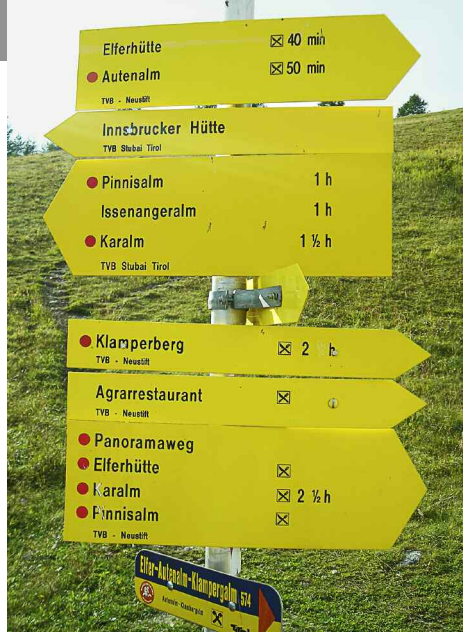 Elferhütte 40 min
Autenalm 50 min
TVB - Neustift
Innsbrucker Hütte
TVB Stubai Tirol
Pinnisalm 1 h
Issenangeralm 1 h
Karalm 1 ½ h
TVB Stubai Tirol
Klamperberg 2 h
TVB - Neustift
Agrarrestaurant
TVB - Neustift
Panoramaweg
Elferhütte
Karalm 2 ½ h
Pinnisalm
TVB - Neustift
Elfer-Autenalm-Klampergalm 574